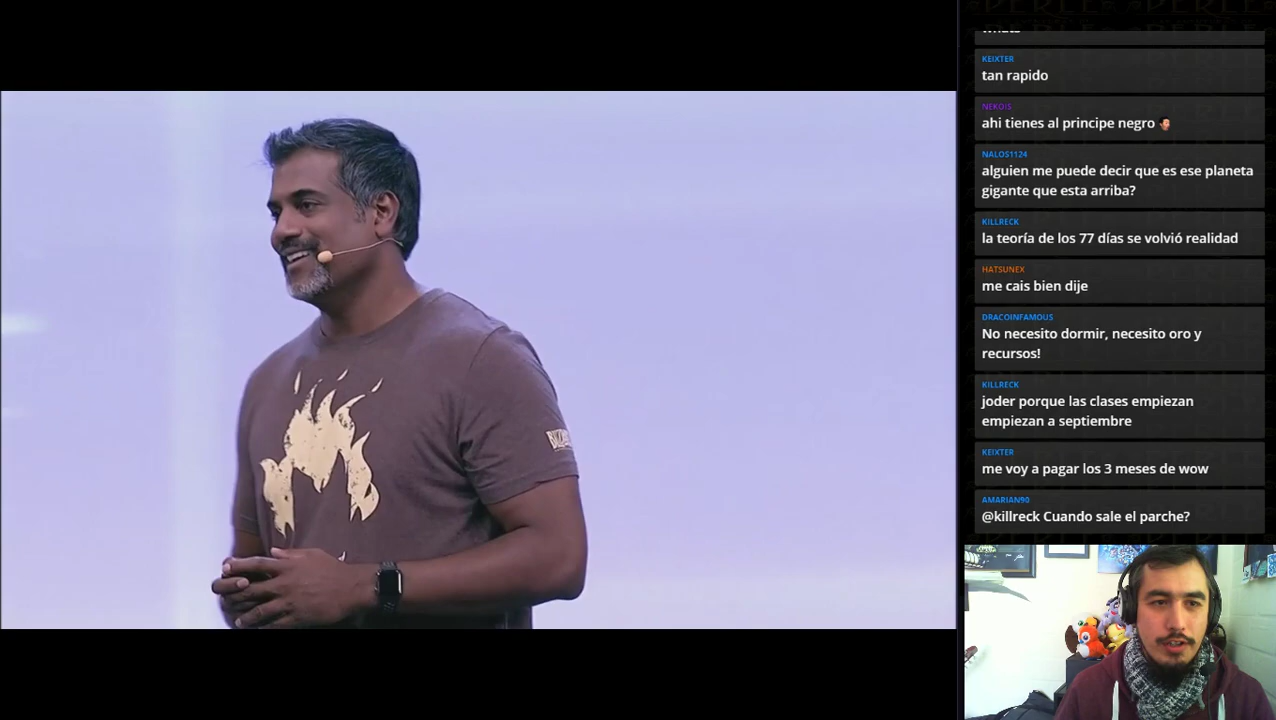 KEIXTER
tan rapido
NEKOIS
ahi tienes al principe negro
NALOS1124
alguien me puede decir que es ese planeta
gigante que esta arriba?
KILLRECK
la teoría de los 77 días se volvió realidad
HATSUNEX
me cais bien dije
DRACOINFAMOUS
No necesito dormir, necesito oro y
recursos!
KILLRECK
joder porque las clases empiezan
empiezan a septiembre
KEIXTER
me voy a pagar los 3 meses de wow
AMARIAN90
@killreck Cuando sale el parche?